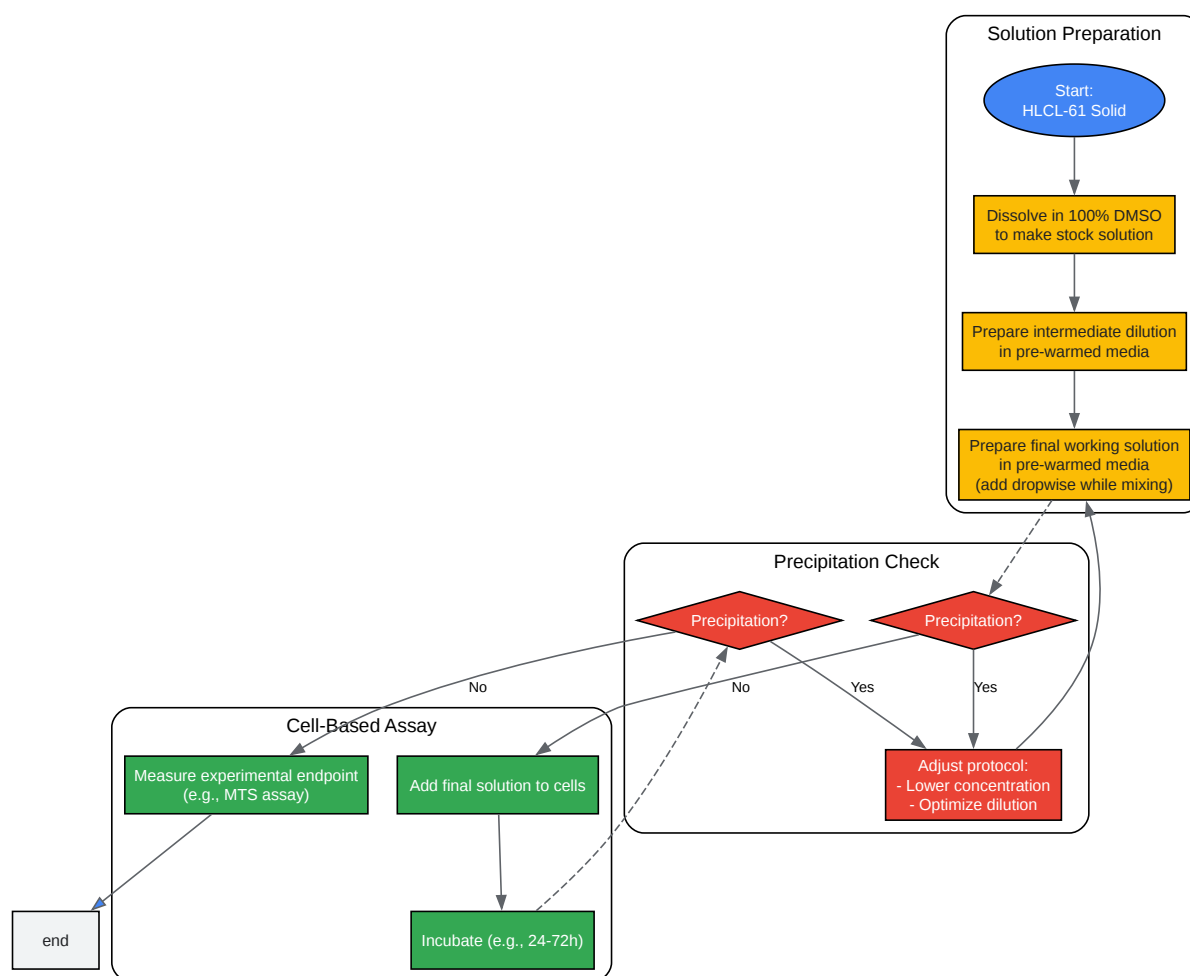 Solution Preparation
Start:
HLCL-61 Solid
Dissolve in 100% DMSO
to make stock solution
Prepare intermediate dilution
in pre-warmed media
Prepare final working solution
in pre-warmed media
(add dropwise while mixing)
Precipitation Check
Precipitation?
Precipitation?
No
No
Yes
Yes
Adjust protocol:
- Lower concentration
- Optimize dilution
Cell-Based Assay
Measure experimental endpoint
(e.g., MTS assay)
Add final solution to cells
Incubate (e.g., 24-72h)
end